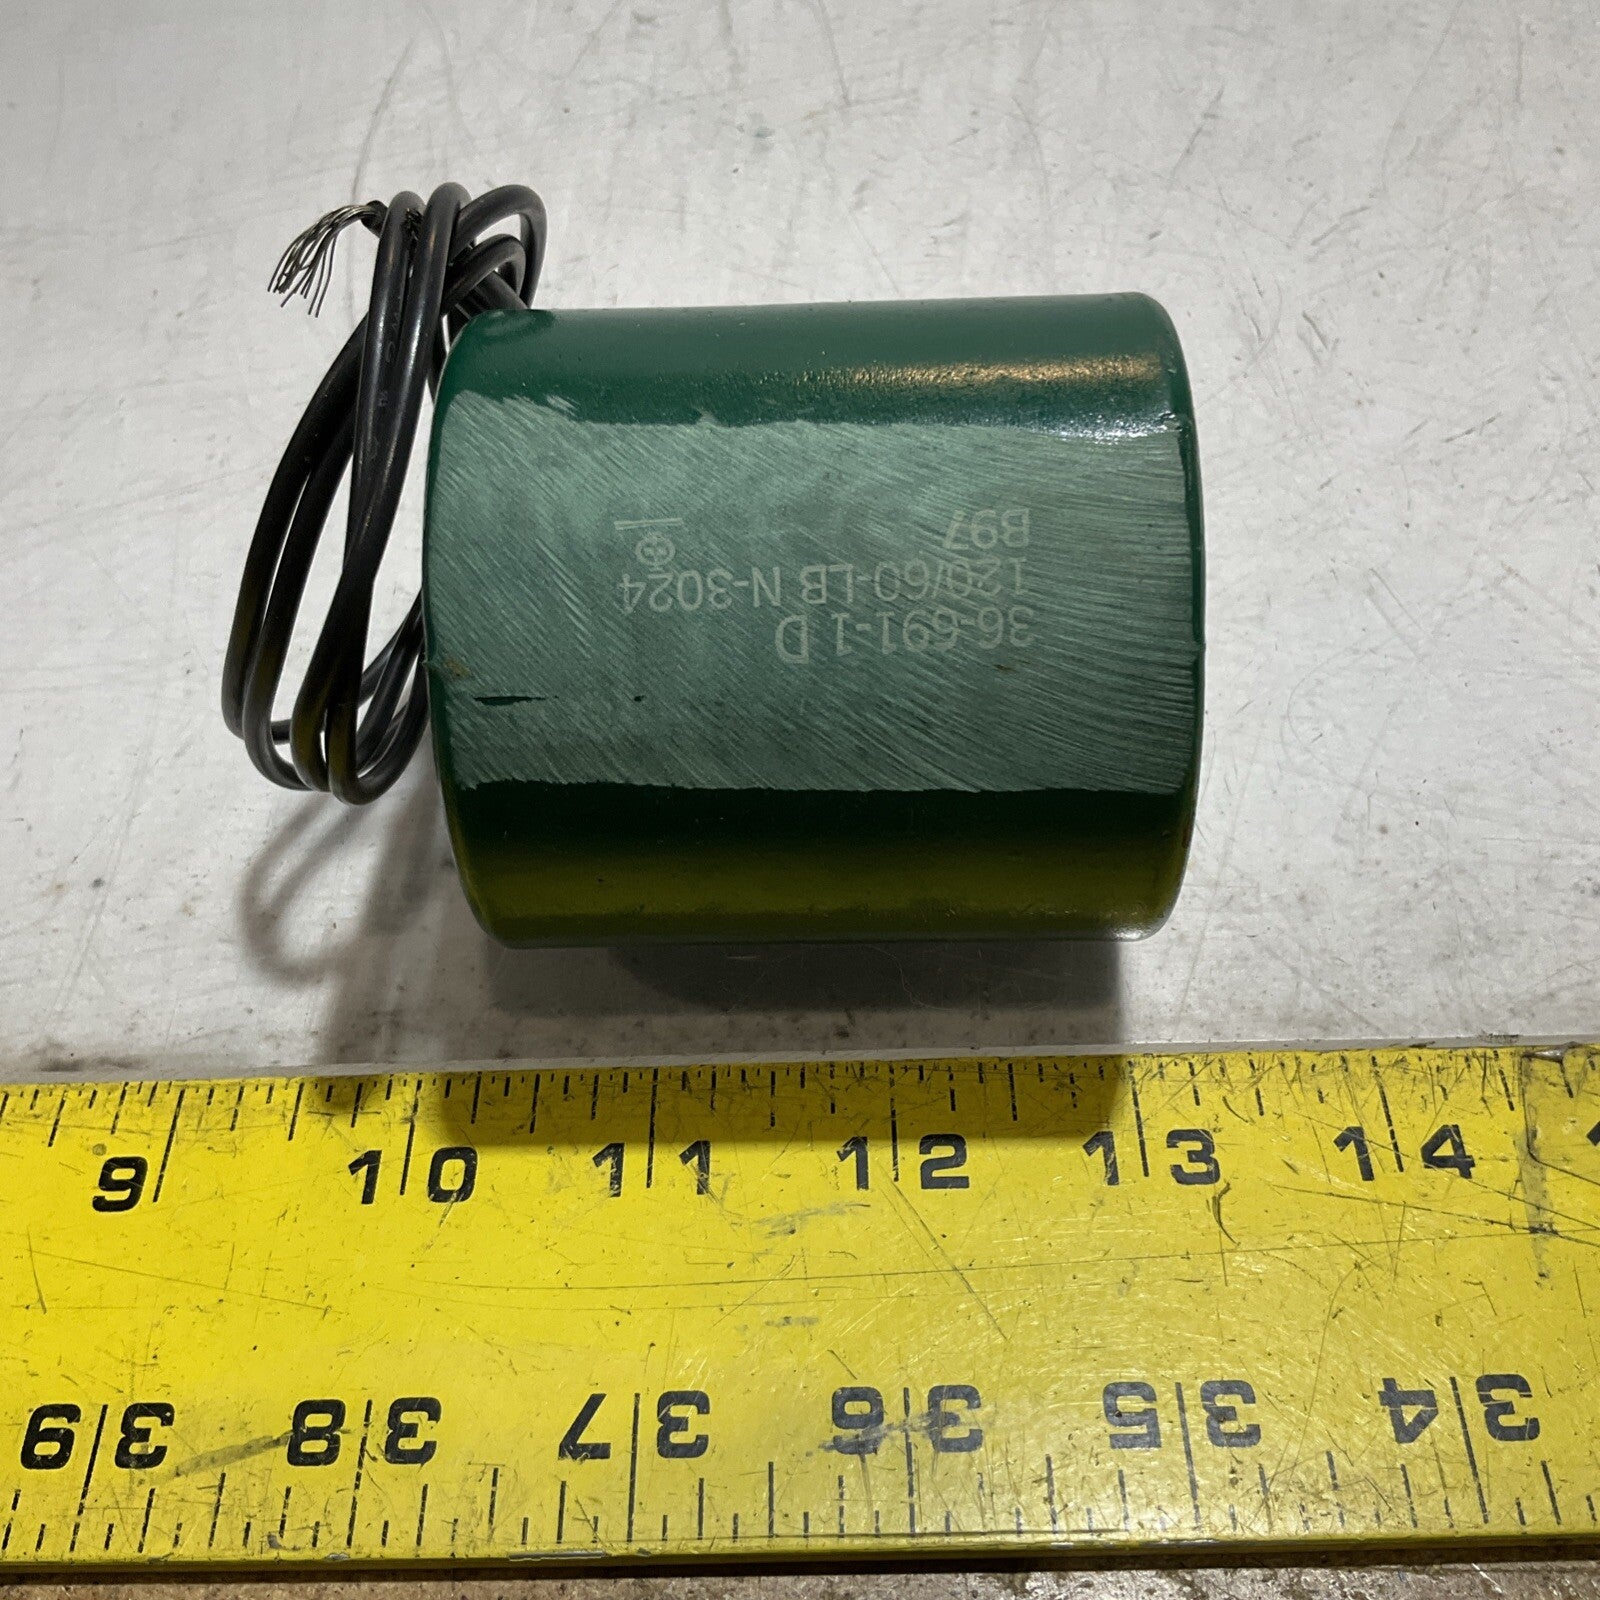 36-691-1 D
120/60-LB N-3024
B97
9 10 11 12 13 14
34 35 36 37 38 39